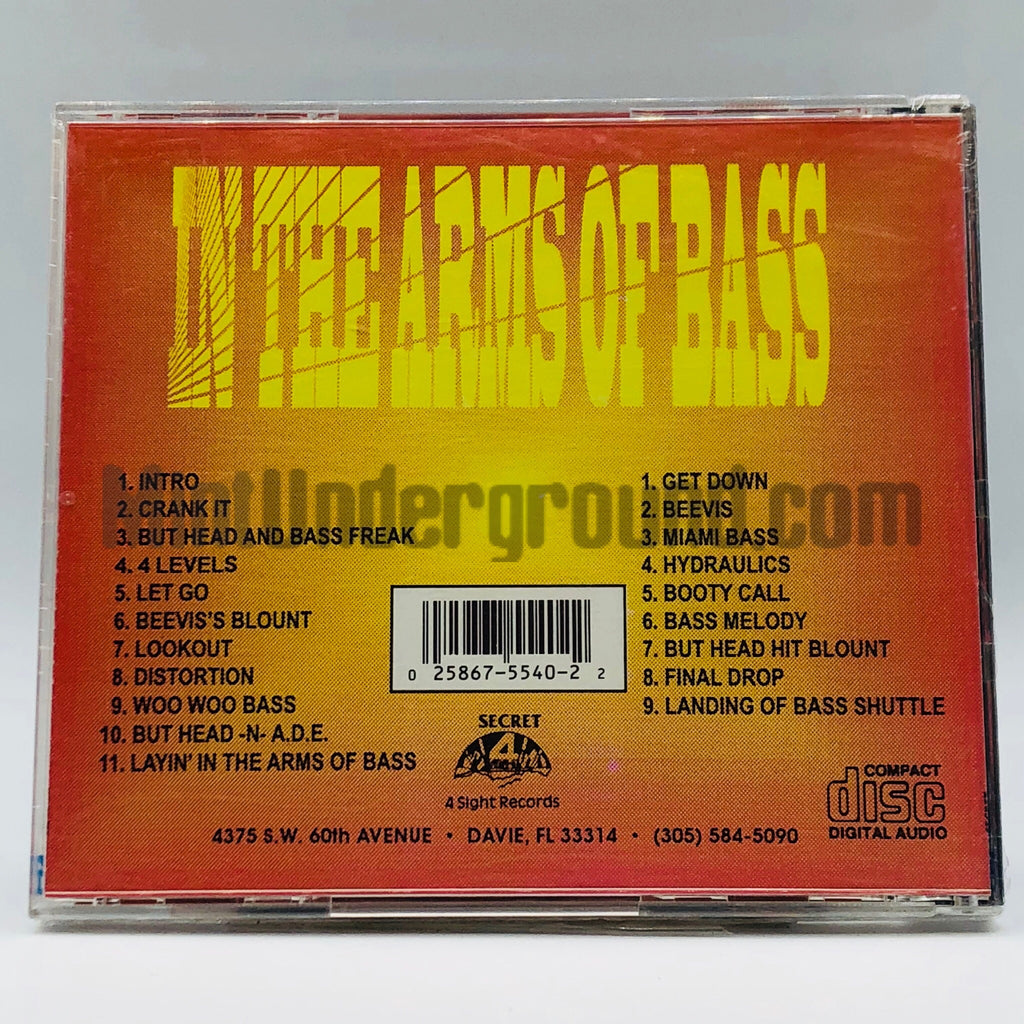 IN THE ARMS OF BASS
1. INTRO
2. CRANK IT
3. BUT HEAD AND BASS FREAK
4. 4 LEVELS
5. LET GO
6. BEEVIS'S BLOUNT
7. LOOKOUT
8. DISTORTION
9. WOO WOO BASS
10. BUT HEAD -N- A.D.E.
11. LAYIN' IN THE ARMS OF BASS
1. GET DOWN
2. BEEVIS
3. MIAMI BASS
4. HYDRAULICS
5. BOOTY CALL
6. BASS MELODY
7. BUT HEAD HIT BLOUNT
8. FINAL DROP
9. LANDING OF BASS SHUTTLE
0 25867-5540-2 2
SECRET
4
4 Sight Records
COMPACT
disc
DIGITAL AUDIO
4375 S.W. 60th AVENUE • DAVIE, FL 33314 • (305) 584-5090